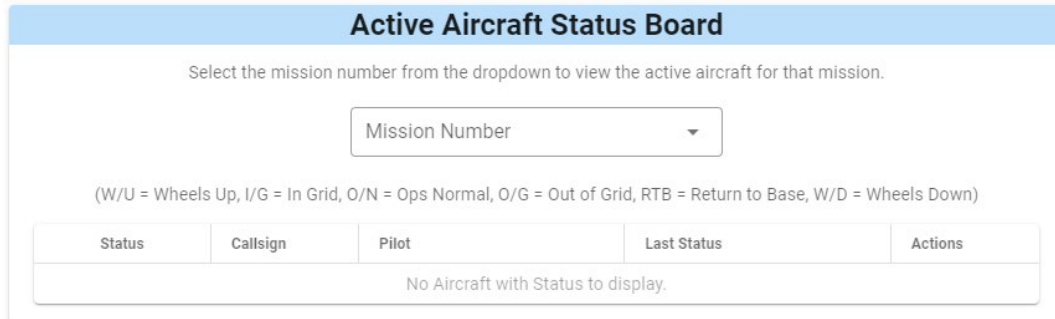 Active Aircraft Status Board
Select the mission number from the dropdown to view the active aircraft for that mission.
Mission Number
(W/U = Wheels Up, I/G = In Grid, O/N = Ops Normal, O/G = Out of Grid, RTB = Return to Base, W/D = Wheels Down)
Status Callsign Pilot Last Status Actions
No Aircraft with Status to display.